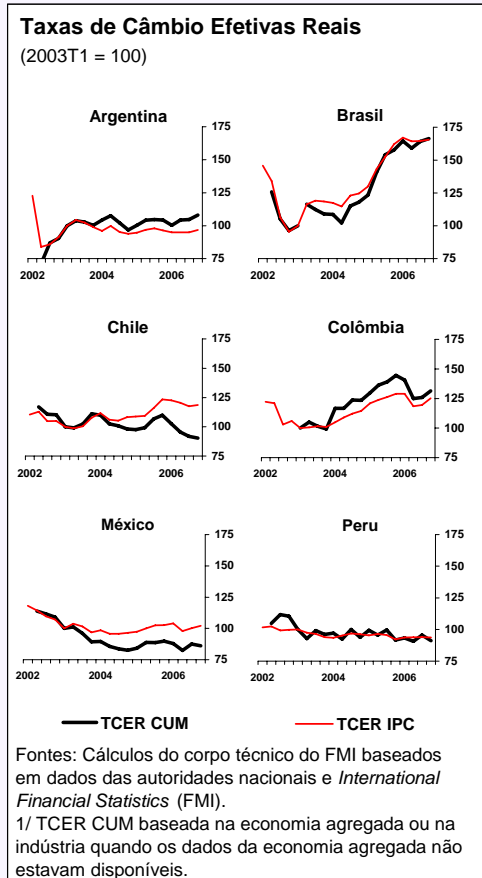 Taxas de Câmbio Efetivas Reais
(2003T1 = 100)
Argentina
175
150
125
100
75
2002 2004 2006
Brasil
175
150
125
100
75
2002 2004 2006
Chile
175
150
125
100
75
2002 2004 2006
Colômbia
175
150
125
100
75
2002 2004 2006
México
175
150
125
100
75
2002 2004 2006
Peru
175
150
125
100
75
2002 2004 2006
TCER CUM TCER IPC
Fontes: Cálculos do corpo técnico do FMI baseados
em dados das autoridades nacionais e International
Financial Statistics (FMI).
1/ TCER CUM baseada na economia agregada ou na
indústria quando os dados da economia agregada não
estavam disponíveis.